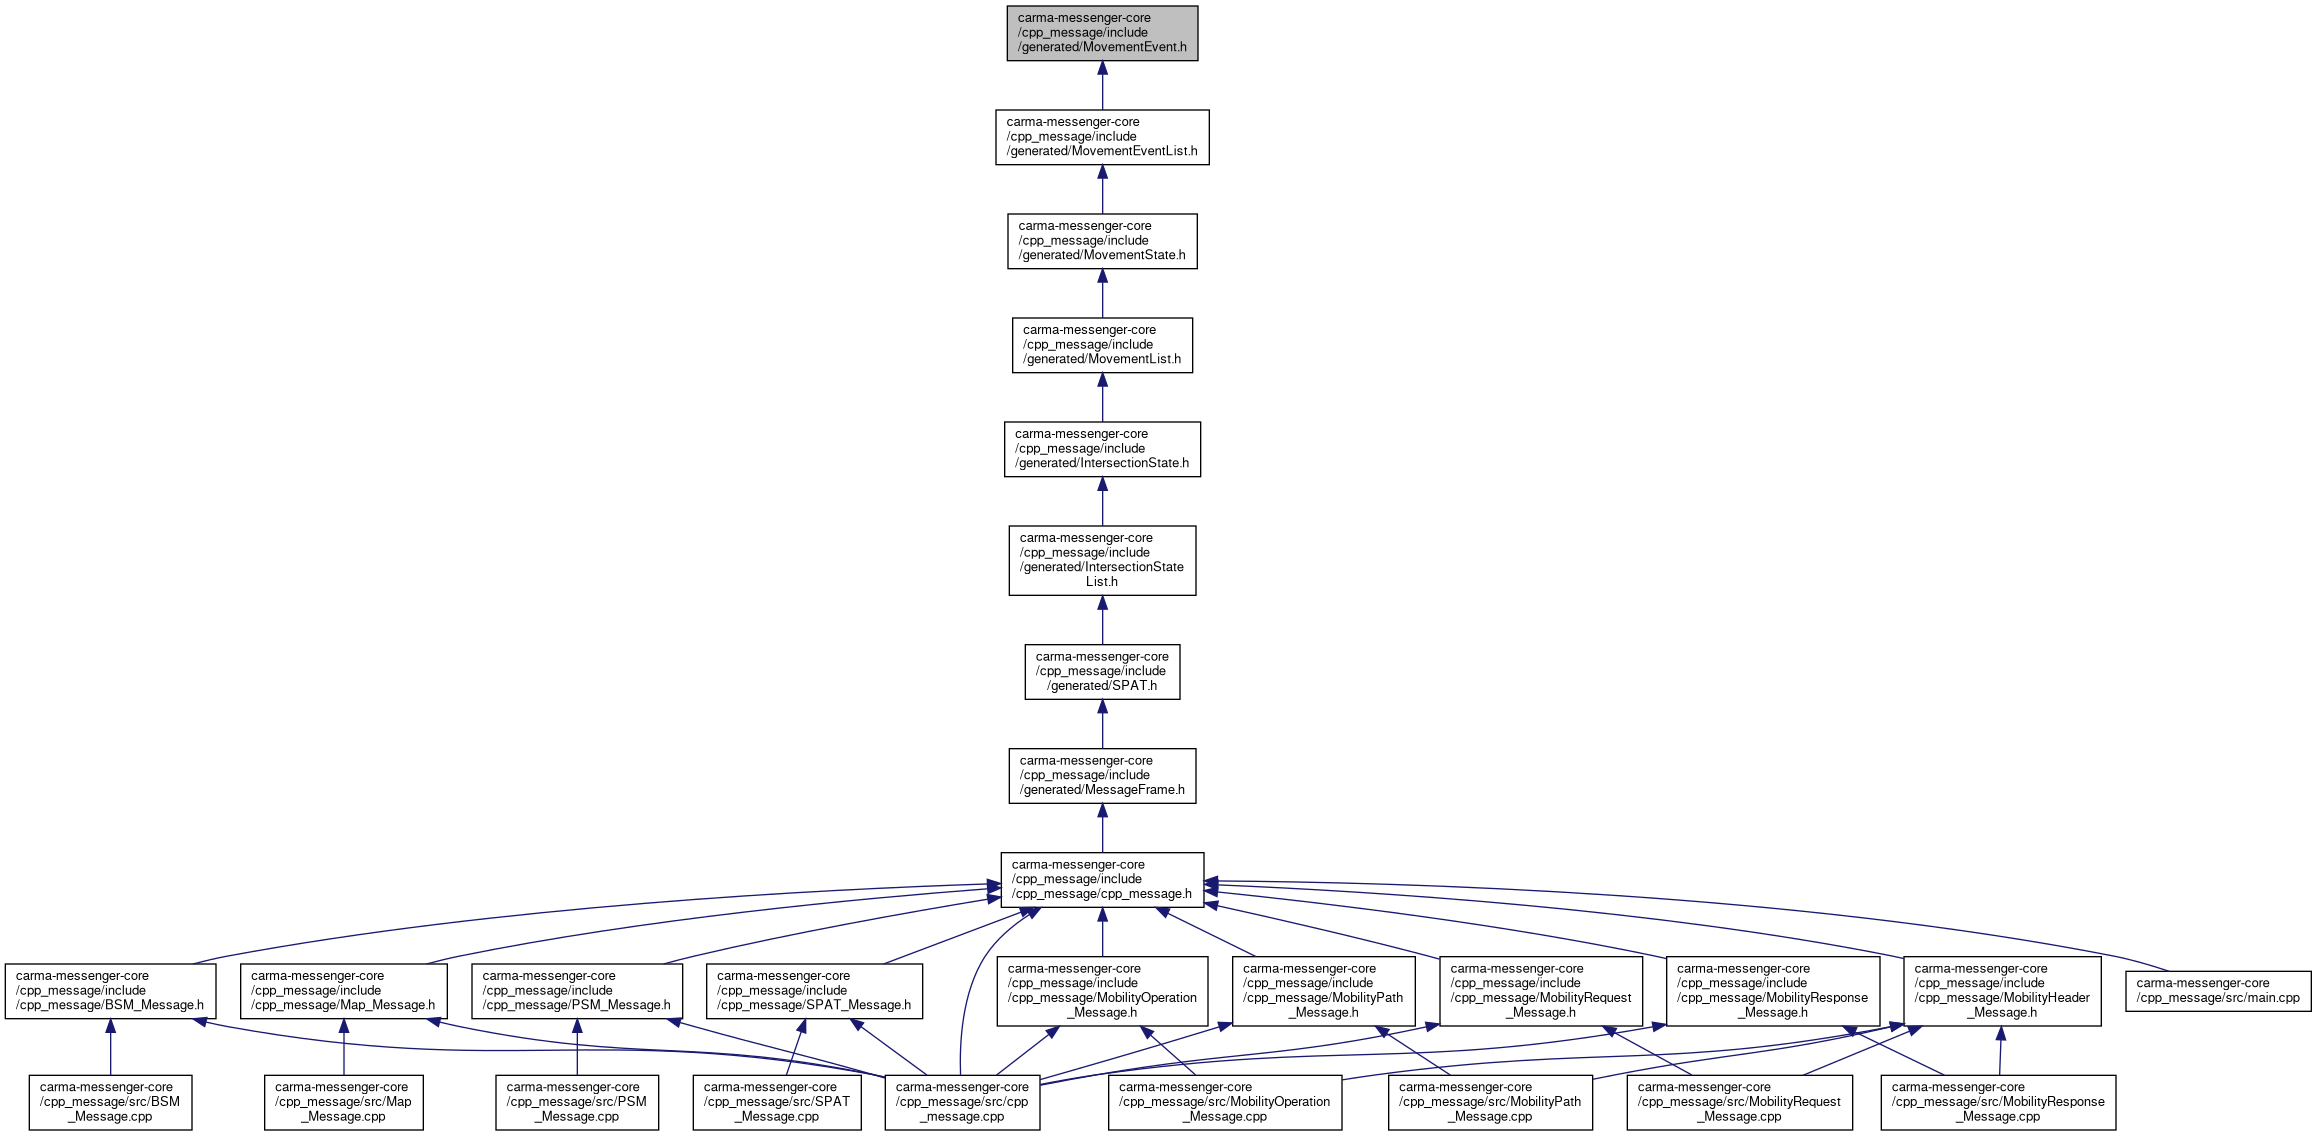 carma-messenger-core
/cpp_message/include
/generated/MovementEvent.h
carma-messenger-core
/cpp_message/include
/generated/MovementEventList.h
carma-messenger-core
/cpp_message/include
/generated/MovementState.h
carma-messenger-core
/cpp_message/include
/generated/MovementList.h
carma-messenger-core
/cpp_message/include
/generated/IntersectionState.h
carma-messenger-core
/cpp_message/include
/generated/IntersectionState
List.h
carma-messenger-core
/cpp_message/include
/generated/SPAT.h
carma-messenger-core
/cpp_message/include
/generated/MessageFrame.h
carma-messenger-core
/cpp_message/include
/cpp_message/cpp_message.h
carma-messenger-core
/cpp_message/include
/cpp_message/BSM_Message.h
carma-messenger-core
/cpp_message/include
/cpp_message/Map_Message.h
carma-messenger-core
/cpp_message/include
/cpp_message/PSM_Message.h
carma-messenger-core
/cpp_message/include
/cpp_message/SPAT_Message.h
carma-messenger-core
/cpp_message/include
/cpp_message/MobilityOperation
_Message.h
carma-messenger-core
/cpp_message/include
/cpp_message/MobilityPath
_Message.h
carma-messenger-core
/cpp_message/include
/cpp_message/MobilityRequest
_Message.h
carma-messenger-core
/cpp_message/include
/cpp_message/MobilityResponse
_Message.h
carma-messenger-core
/cpp_message/include
/cpp_message/MobilityHeader
_Message.h
carma-messenger-core
/cpp_message/src/main.cpp
carma-messenger-core
/cpp_message/src/BSM
_Message.cpp
carma-messenger-core
/cpp_message/src/Map
_Message.cpp
carma-messenger-core
/cpp_message/src/PSM
_Message.cpp
carma-messenger-core
/cpp_message/src/SPAT
_Message.cpp
carma-messenger-core
/cpp_message/src/cpp
_message.cpp
carma-messenger-core
/cpp_message/src/MobilityOperation
_Message.cpp
carma-messenger-core
/cpp_message/src/MobilityPath
_Message.cpp
carma-messenger-core
/cpp_message/src/MobilityRequest
_Message.cpp
carma-messenger-core
/cpp_message/src/MobilityResponse
_Message.cpp